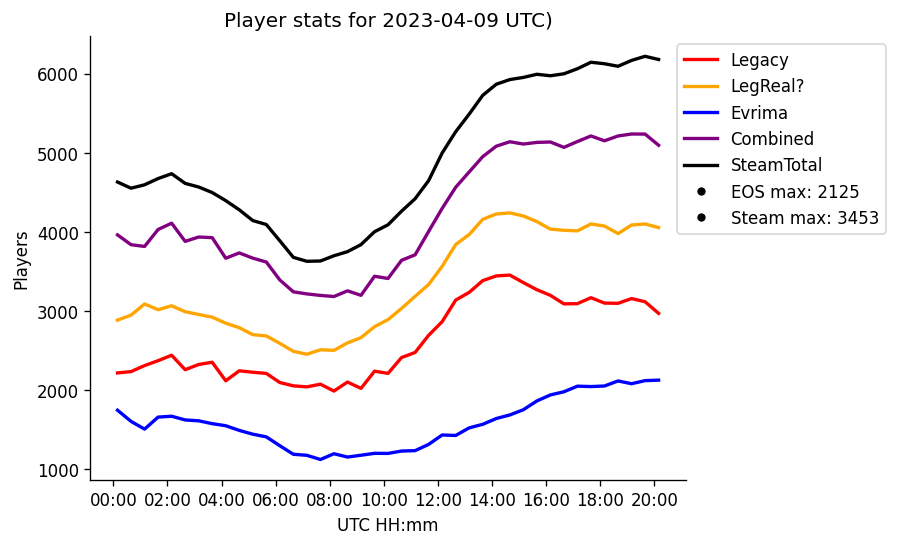 Player stats for 2023-04-09 UTC)
Legacy
LegReal?
Evrima
Combined
SteamTotal
EOS max: 2125
Steam max: 3453
Players
6000
5000
4000
3000
2000
1000
00:00 02:00 04:00 06:00 08:00 10:00 12:00 14:00 16:00 18:00 20:00
UTC HH:mm